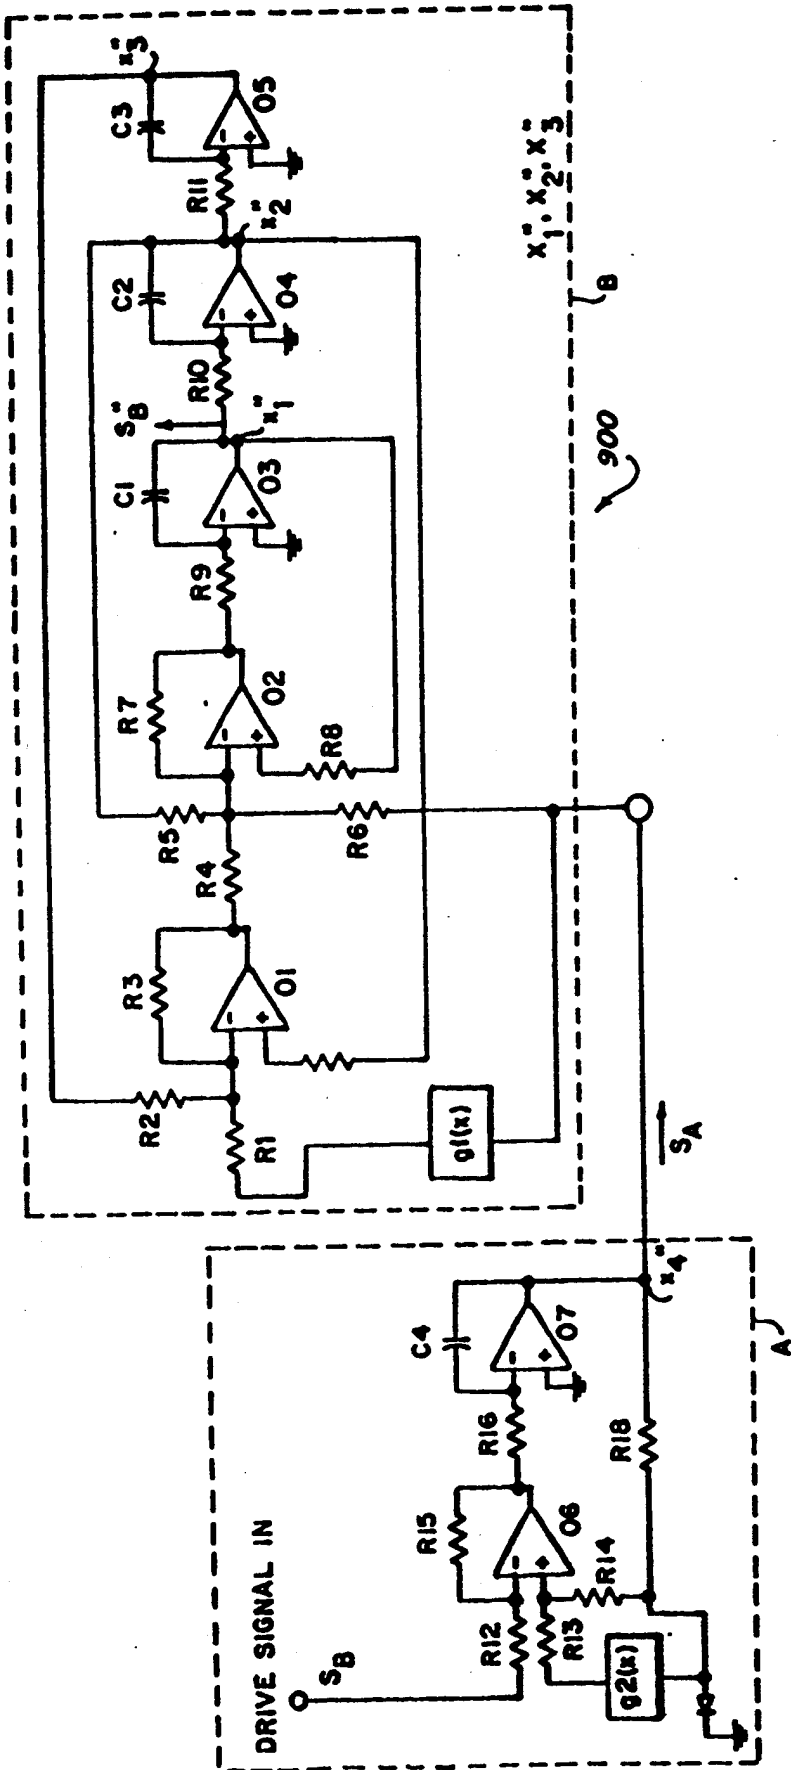 x"3
C3
O5
R11
x"2
C2
O4
R10
S"B
x"1
C1
O3
R9
R7
O2
R8
R5
R6
R4
R3
O1
R2
R1
g1(x)
x"1, x"2, x"3
B
900
SA
x4"
A
C4
O7
R16
R18
R15
O6
R14
R12
R13
g2(x)
DRIVE SIGNAL IN
SB